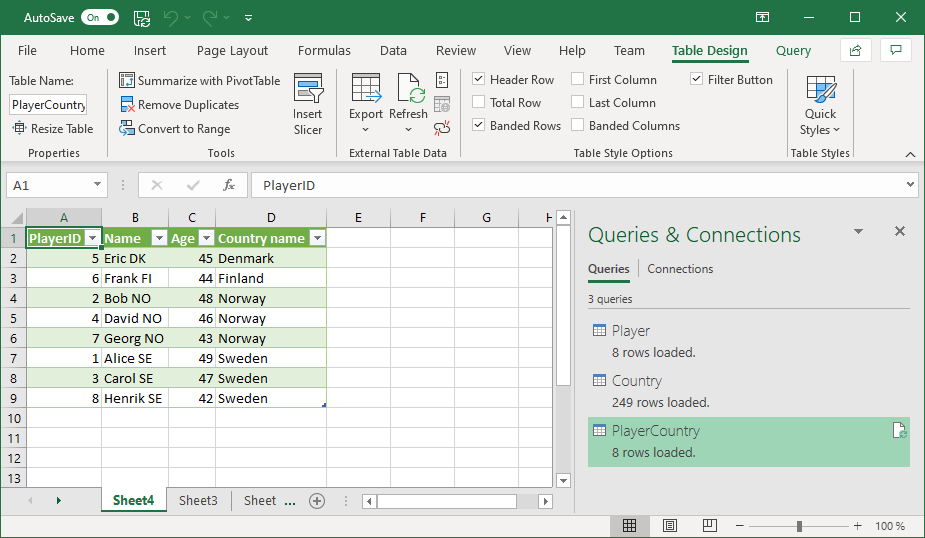 AutoSave On
File Home Insert Page Layout Formulas Data Review View Help Team Table Design Query
Table Name:
PlayerCountry
Resize Table
Properties
Summarize with PivotTable
Remove Duplicates
Convert to Range
Tools
Insert
Slicer
Export Refresh
External Table Data
Header Row First Column Filter Button
Total Row Last Column
Banded Rows Banded Columns
Table Style Options
Quick
Styles
Table Styles
A1 fx PlayerID
A B C D E F G H
1 PlayerID Name Age Country name
2 5 Eric DK 45 Denmark
3 6 Frank FI 44 Finland
4 2 Bob NO 48 Norway
5 4 David NO 46 Norway
6 7 Georg NO 43 Norway
7 1 Alice SE 49 Sweden
8 3 Carol SE 47 Sweden
9 8 Henrik SE 42 Sweden
10
11
12
13
Sheet4 Sheet3 Sheet ...
Queries & Connections
Queries Connections
3 queries
Player
8 rows loaded.
Country
249 rows loaded.
PlayerCountry
8 rows loaded.
100 %